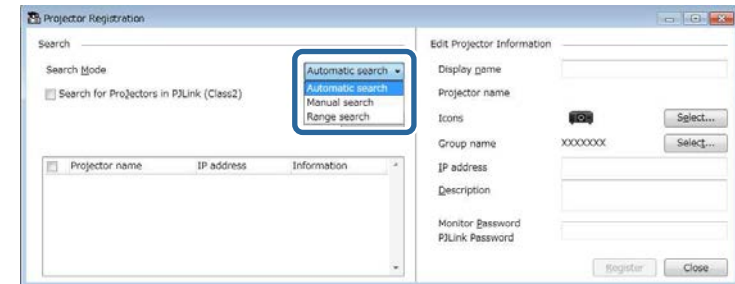 Projector Registration
Search
Search Mode
Automatic search
Automatic search
Manual search
Range search
Search for Projectors in PJLink (Class2)
Projector name IP address Information
Edit Projector Information
Display name
Projector name
Icons Select...
Group name XXXXXXX Select...
IP address
Description
Monitor Password
PJLink Password
Register Close